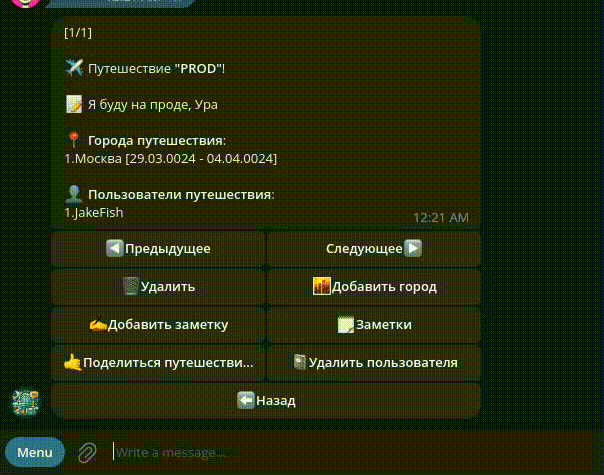 [1/1]
Путешествие "PROD"!
Я буду на проде, Ура
Города путешествия:
1.Москва [29.03.0024 - 04.04.0024]
Пользователи путешествия:
1.JakeFish
12:21 AM
Предыдущее
Следующее
Удалить
Добавить город
Добавить заметку
Заметки
Поделиться путешестви...
Удалить пользователя
Назад
Menu
Write a message...